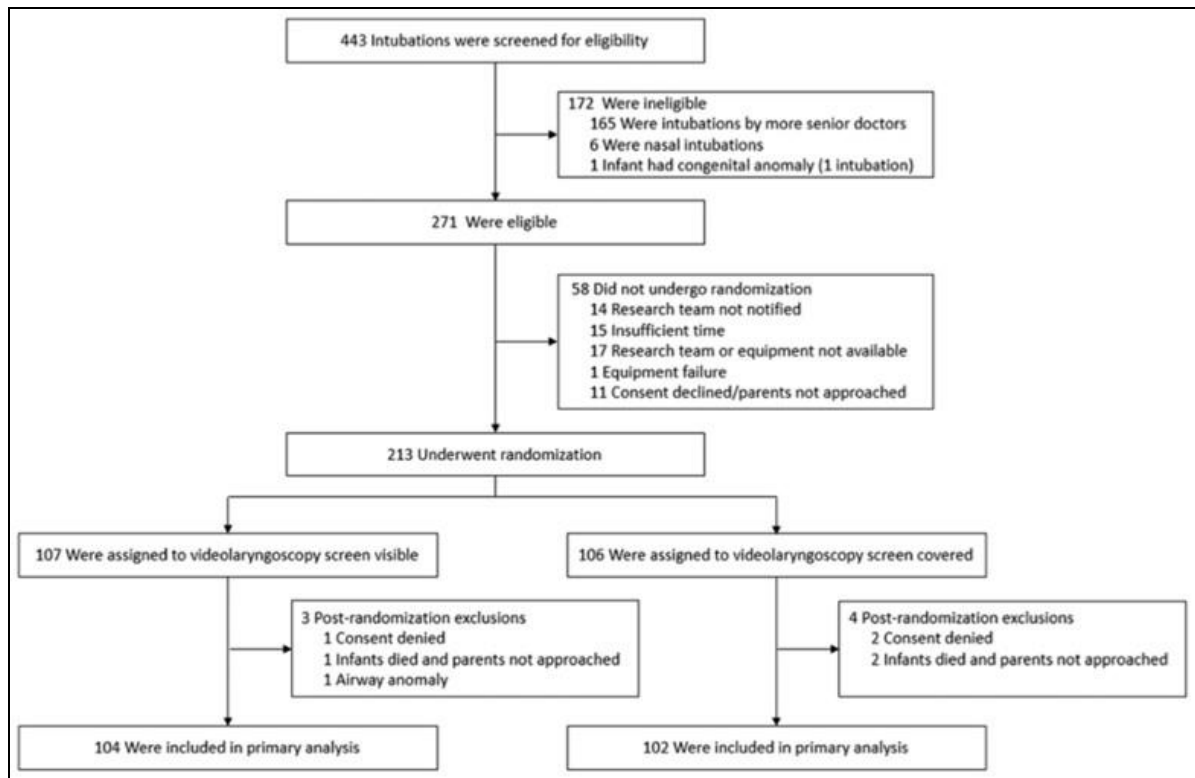 443 Intubations were screened for eligibility
172 Were ineligible
165 Were intubations by more senior doctors
6 Were nasal intubations
1 Infant had congenital anomaly (1 intubation)
271 Were eligible
58 Did not undergo randomization
14 Research team not notified
15 Insufficient time
17 Research team or equipment not available
1 Equipment failure
11 Consent declined/parents not approached
213 Underwent randomization
107 Were assigned to videolaryngoscopy screen visible
106 Were assigned to videolaryngoscopy screen covered
3 Post-randomization exclusions
1 Consent denied
1 Infants died and parents not approached
1 Airway anomaly
4 Post-randomization exclusions
2 Consent denied
2 Infants died and parents not approached
104 Were included in primary analysis
102 Were included in primary analysis